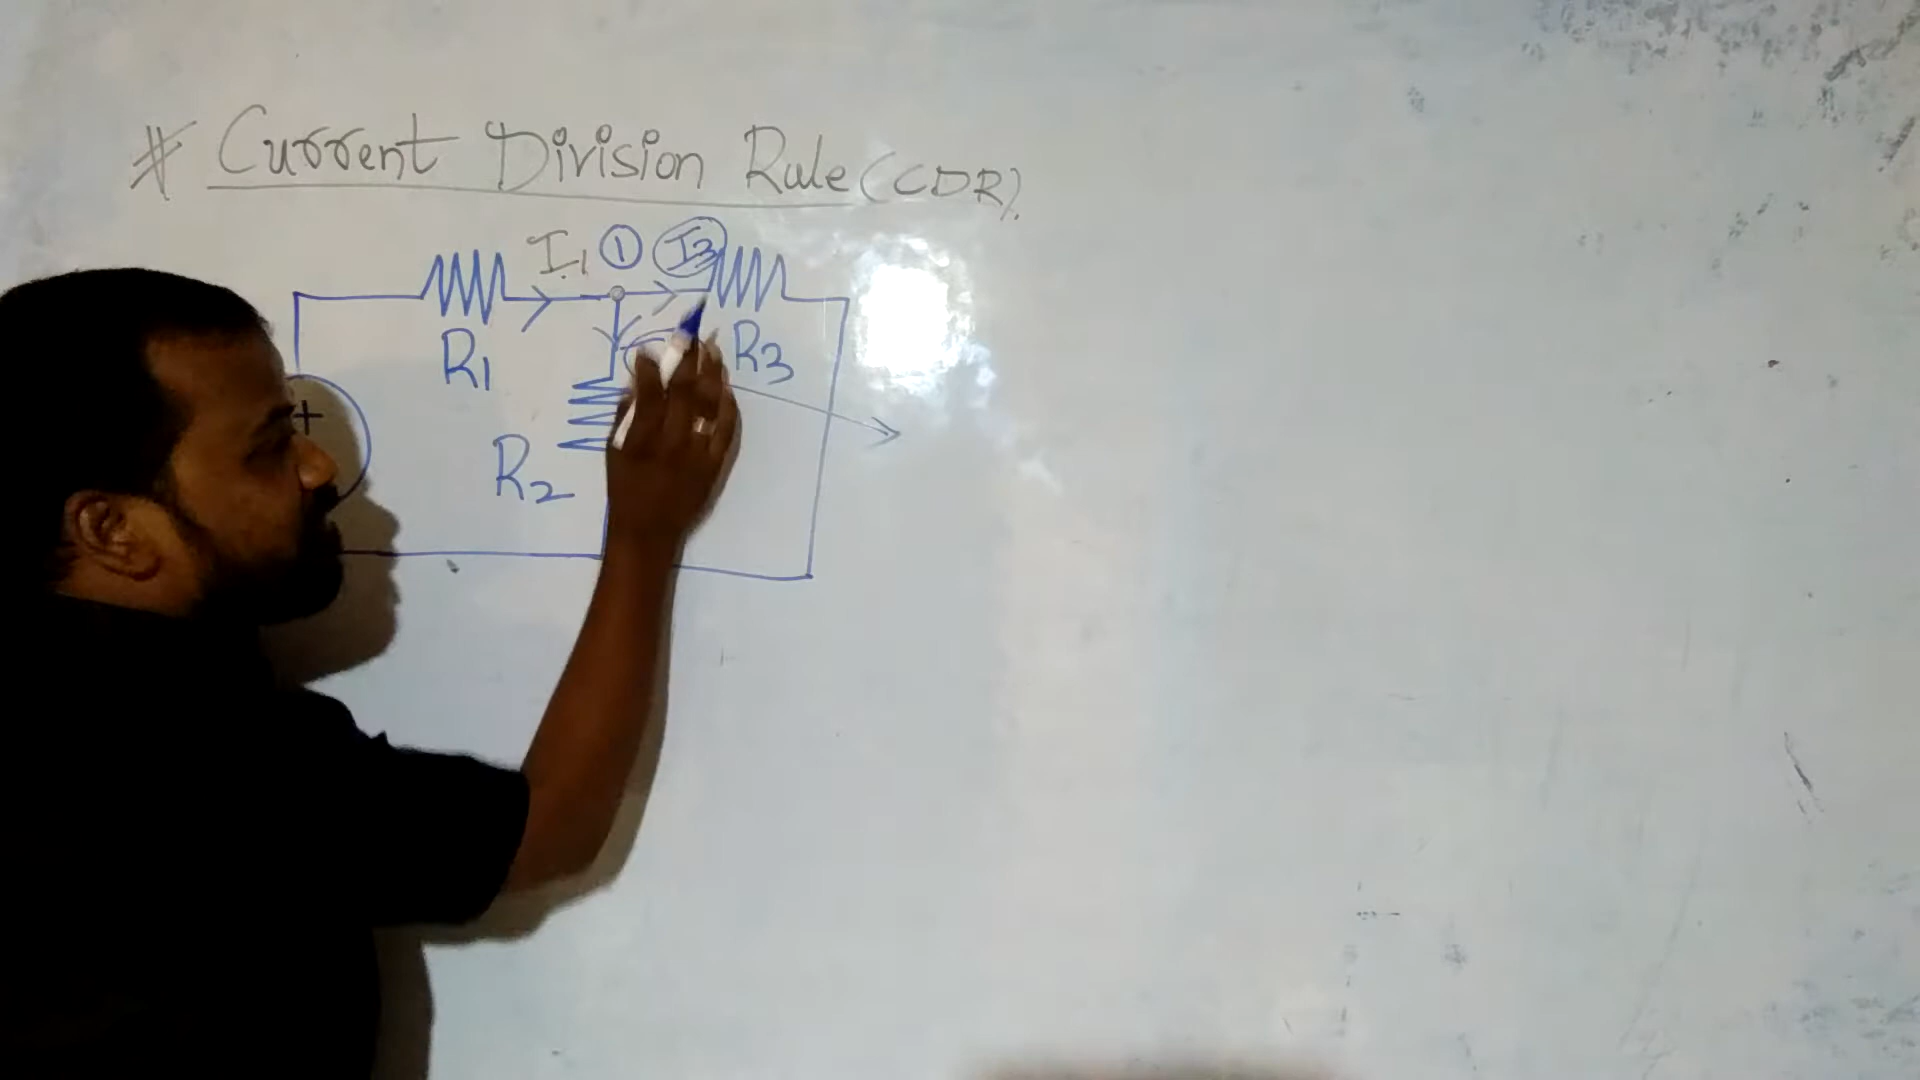 * Current Division Rule (CDR).
I1 ① I3
R1 R3
+
R2